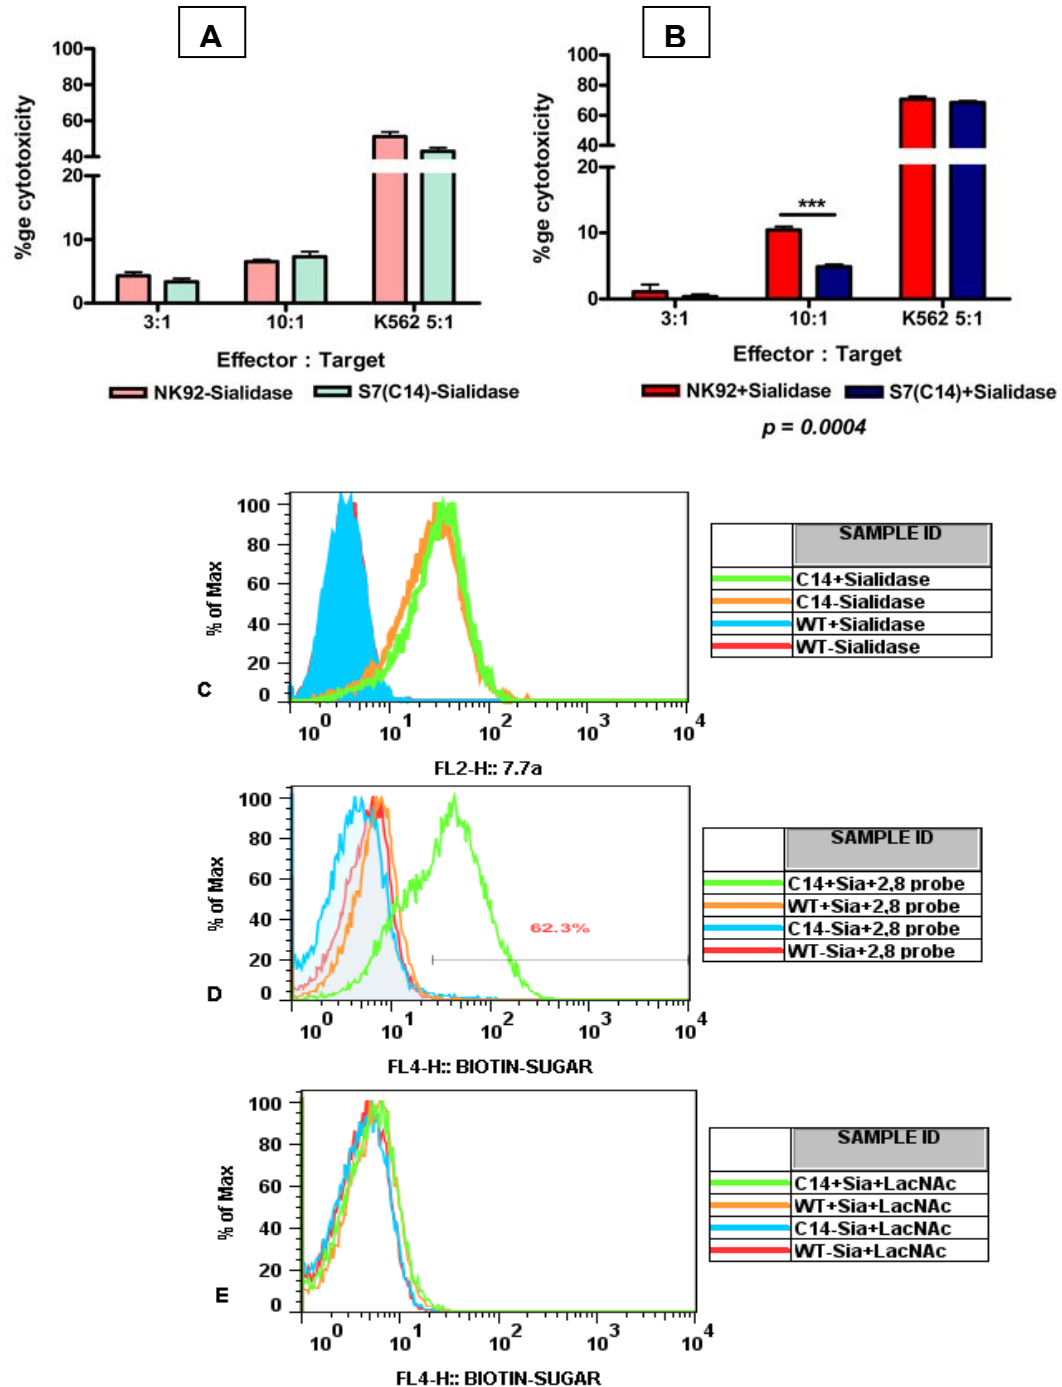 A
B
100
80
60
40
20
10
0
%ge cytotoxicity
3:1
10:1
K562 5:1
Effector : Target
NK92-Sialidase
S7(C14)-Sialidase
100
80
60
40
20
10
0
%ge cytotoxicity
***
3:1
10:1
K562 5:1
Effector : Target
NK92+Sialidase
S7(C14)+Sialidase
p = 0.0004
C
100
80
60
40
20
0
% of Max
10^0 10^1 10^2 10^3 10^4
FL2-H:: 7.7a
SAMPLE ID
C14+Sialidase
C14-Sialidase
WT+Sialidase
WT-Sialidase
D
100
80
60
40
20
0
% of Max
62.3%
10^0 10^1 10^2 10^3 10^4
FL4-H:: BIOTIN-SUGAR
SAMPLE ID
C14+Sia+2,8 probe
WT+Sia+2,8 probe
C14-Sia+2,8 probe
WT-Sia+2,8 probe
E
100
80
60
40
20
0
% of Max
10^0 10^1 10^2 10^3 10^4
FL4-H:: BIOTIN-SUGAR
SAMPLE ID
C14+Sia+LacNAc
WT+Sia+LacNAc
C14-Sia+LacNAc
WT-Sia+LacNAc